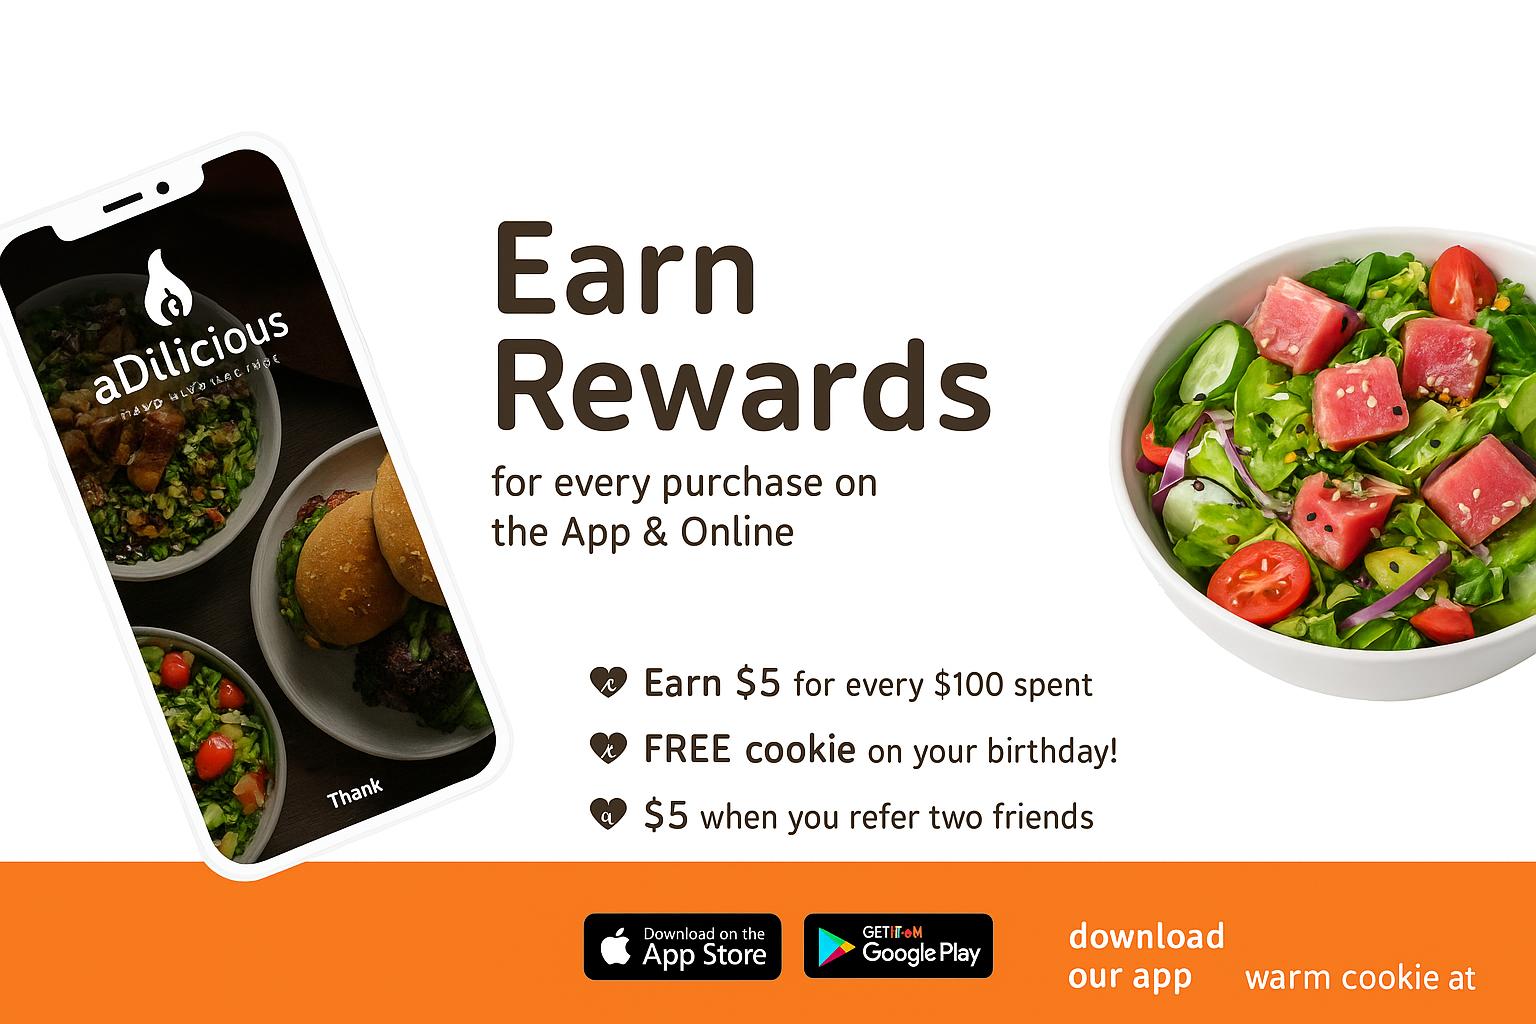 aDilicious
Thank
Earn
Rewards
for every purchase on
the App & Online
Earn $5 for every $100 spent
FREE cookie on your birthday!
$5 when you refer two friends
Download on the
App Store
Google Play
download
our app
warm cookie at